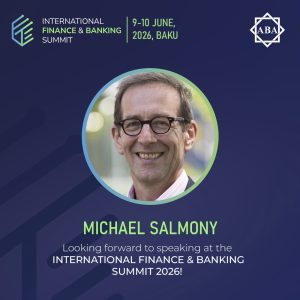 INTERNATIONAL
FINANCE & BANKING
SUMMIT
9-10 JUNE,
2026, BAKU
ABA
MICHAEL SALMONY
Looking forward to speaking at the
INTERNATIONAL FINANCE & BANKING
SUMMIT 2026!